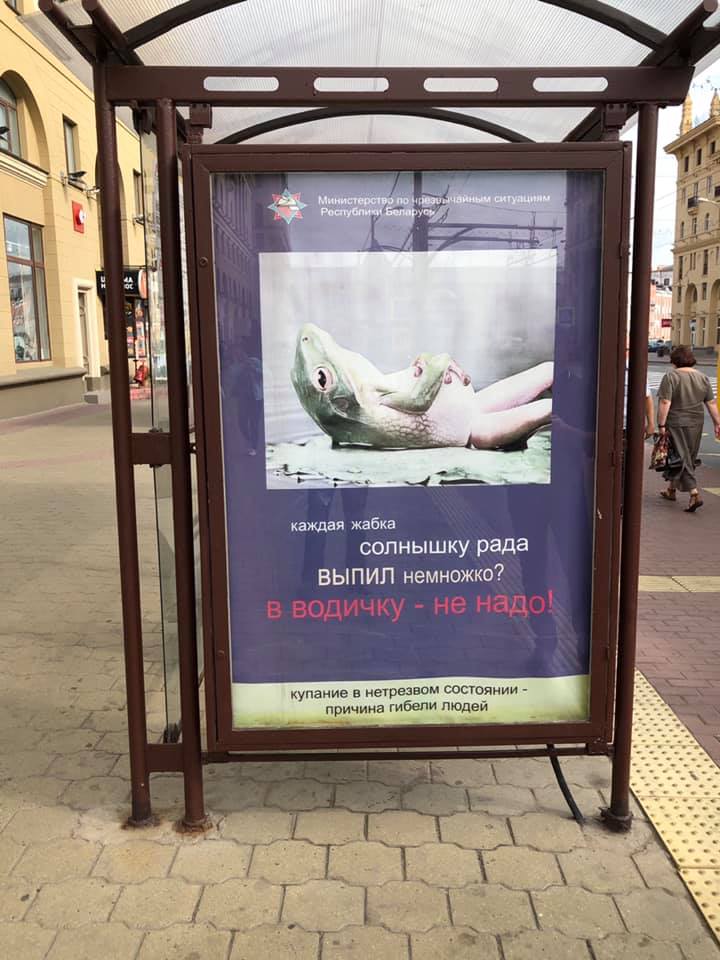 Министерство по чрезвычайным ситуациям
Республики Беларусь
каждая жабка
солнышку рада
ВЫПИЛ немножко?
в водичку - не надо!
купание в нетрезвом состоянии -
причина гибели людей